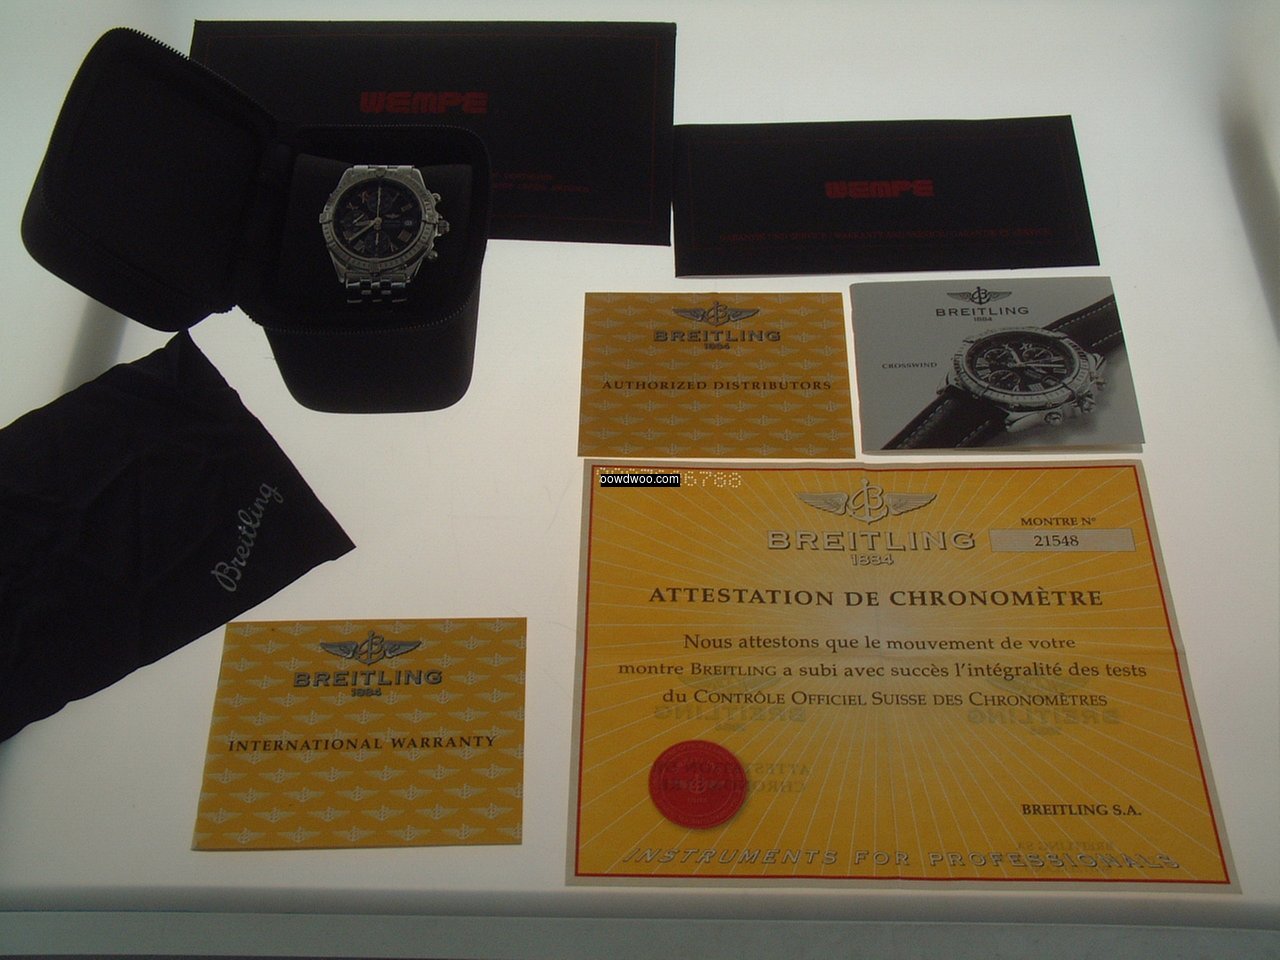 WEMPE
WEMPE
BREITLING
1884
AUTHORIZED DISTRIBUTORS
BREITLING
1884
CROSSWIND
Breitling
oowdwoo.com
6788
BREITLING
1884
MONTRE N°
21548
ATTESTATION DE CHRONOMÈTRE
Nous attestons que le mouvement de votre
montre BREITLING a subi avec succès l'intégralité des tests
du CONTRÔLE OFFICIEL SUISSE DES CHRONOMÈTRES
BREITLING S.A.
INSTRUMENTS FOR PROFESSIONALS
BREITLING
1884
INTERNATIONAL WARRANTY